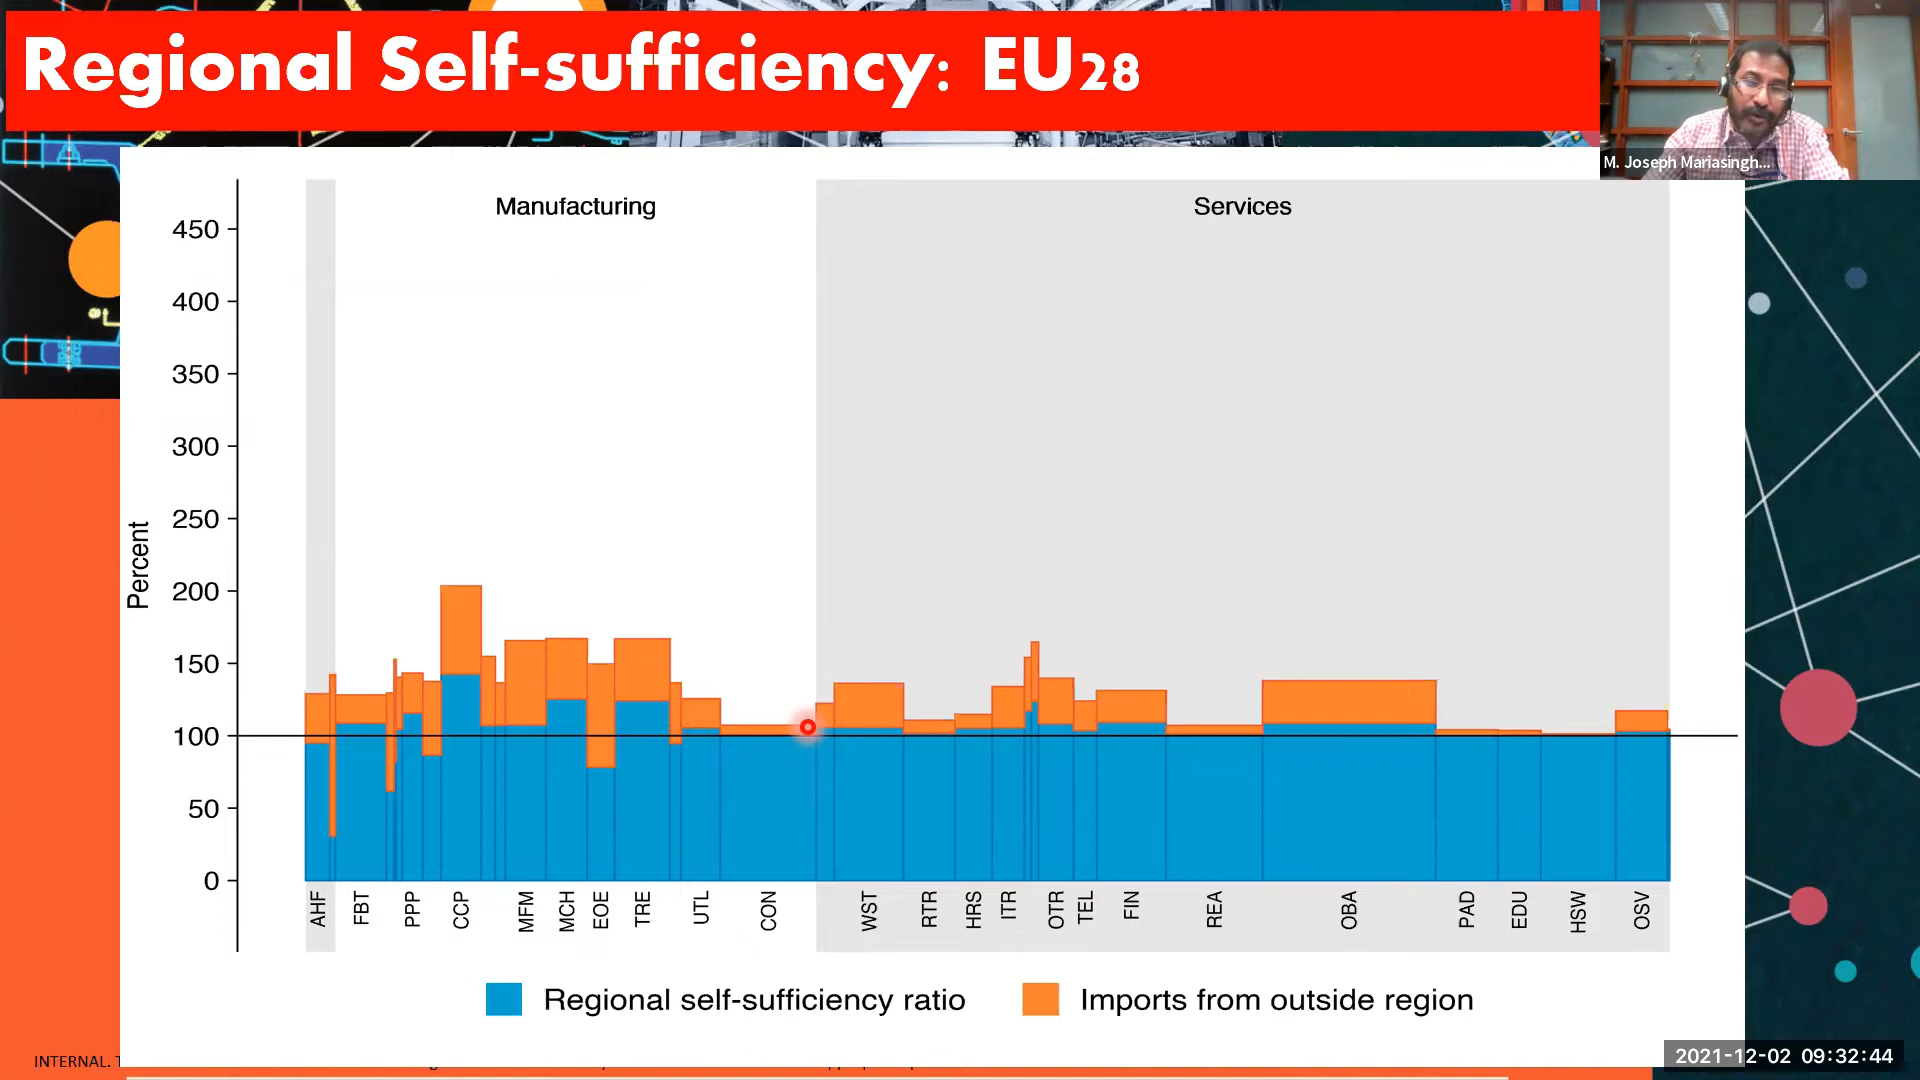 Regional Self-sufficiency: EU28
M. Joseph Mariasingh...
Manufacturing
Services
450
400
350
300
250
200
150
100
50
0
Percent
AHF
FBT
PPP
CCP
MFM
MCH
EOE
TRE
UTL
CON
WST
RTR
HRS
ITR
OTR
TEL
FIN
REA
OBA
PAD
EDU
HSW
OSV
Regional self-sufficiency ratio
Imports from outside region
INTERNAL.
2021-12-02 09:32:44